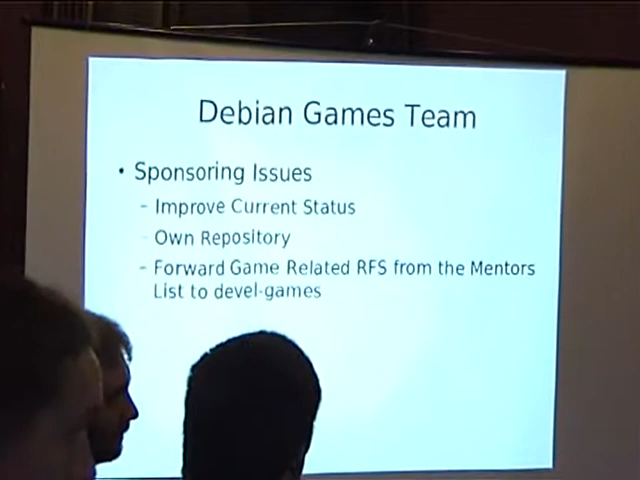 Debian Games Team
• Sponsoring Issues
– Improve Current Status
– Own Repository
– Forward Game Related RFS from the Mentors
List to devel-games